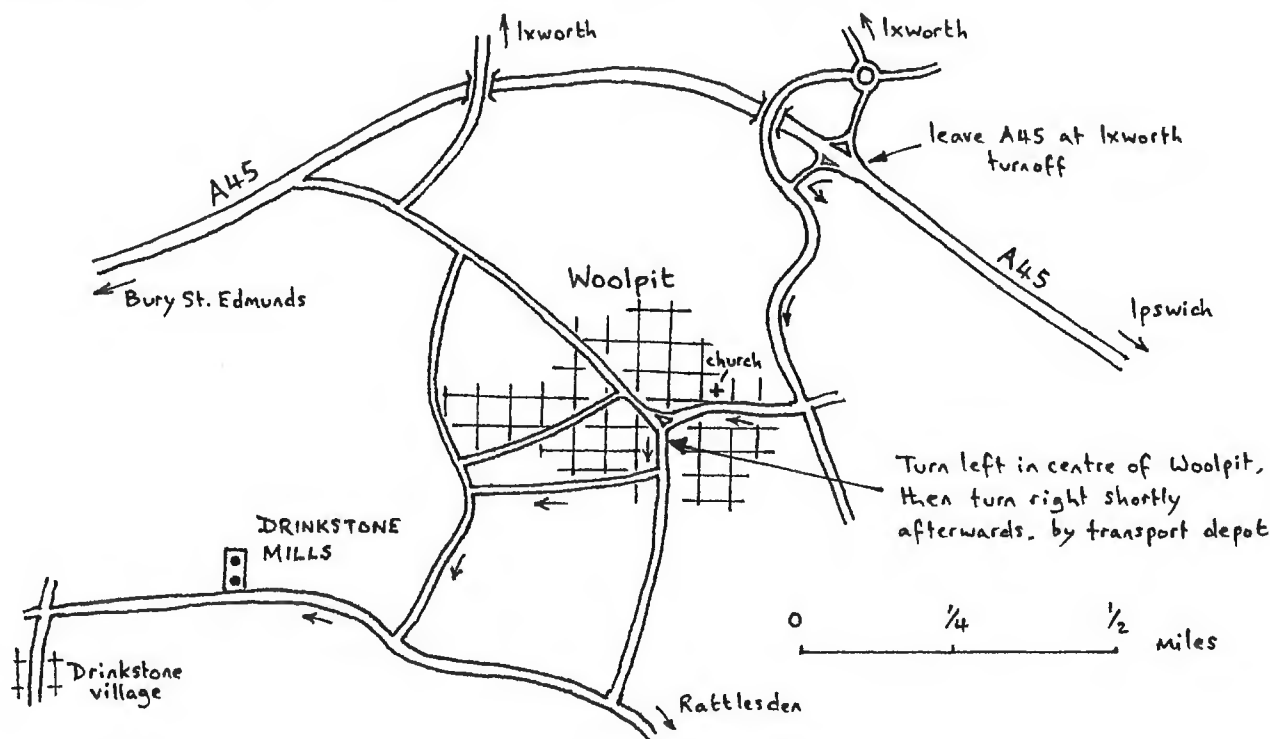 Ixworth
Ixworth
leave A45 at Ixworth
turnoff
A45
A45
Bury St. Edmunds
Woolpit
Ipswich
church
Turn left in centre of Woolpit,
then turn right shortly
afterwards, by transport depot
DRINKSTONE
MILLS
0 1/4 1/2
Miles
Drinkstone
village
Rattlesden